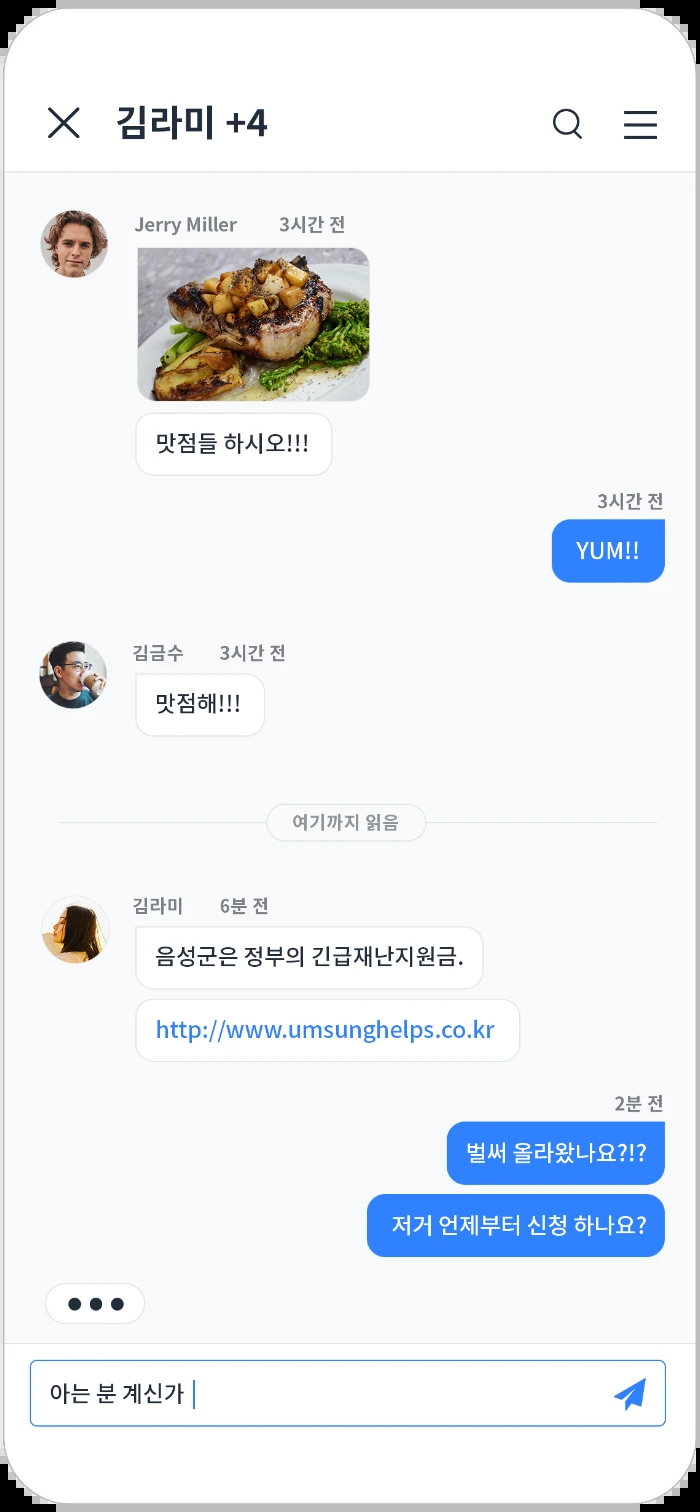 김라미 +4
Jerry Miller 3시간 전
맛점들 하시오!!!
3시간 전
YUM!!
김금수 3시간 전
맛점해!!!
여기까지 읽음
김라미 6분 전
음성군은 정부의 긴급재난지원금.
http://www.umsunghelps.co.kr
2분 전
벌써 올라왔나요?!?
저거 언제부터 신청 하나요?
아는 분 계신가